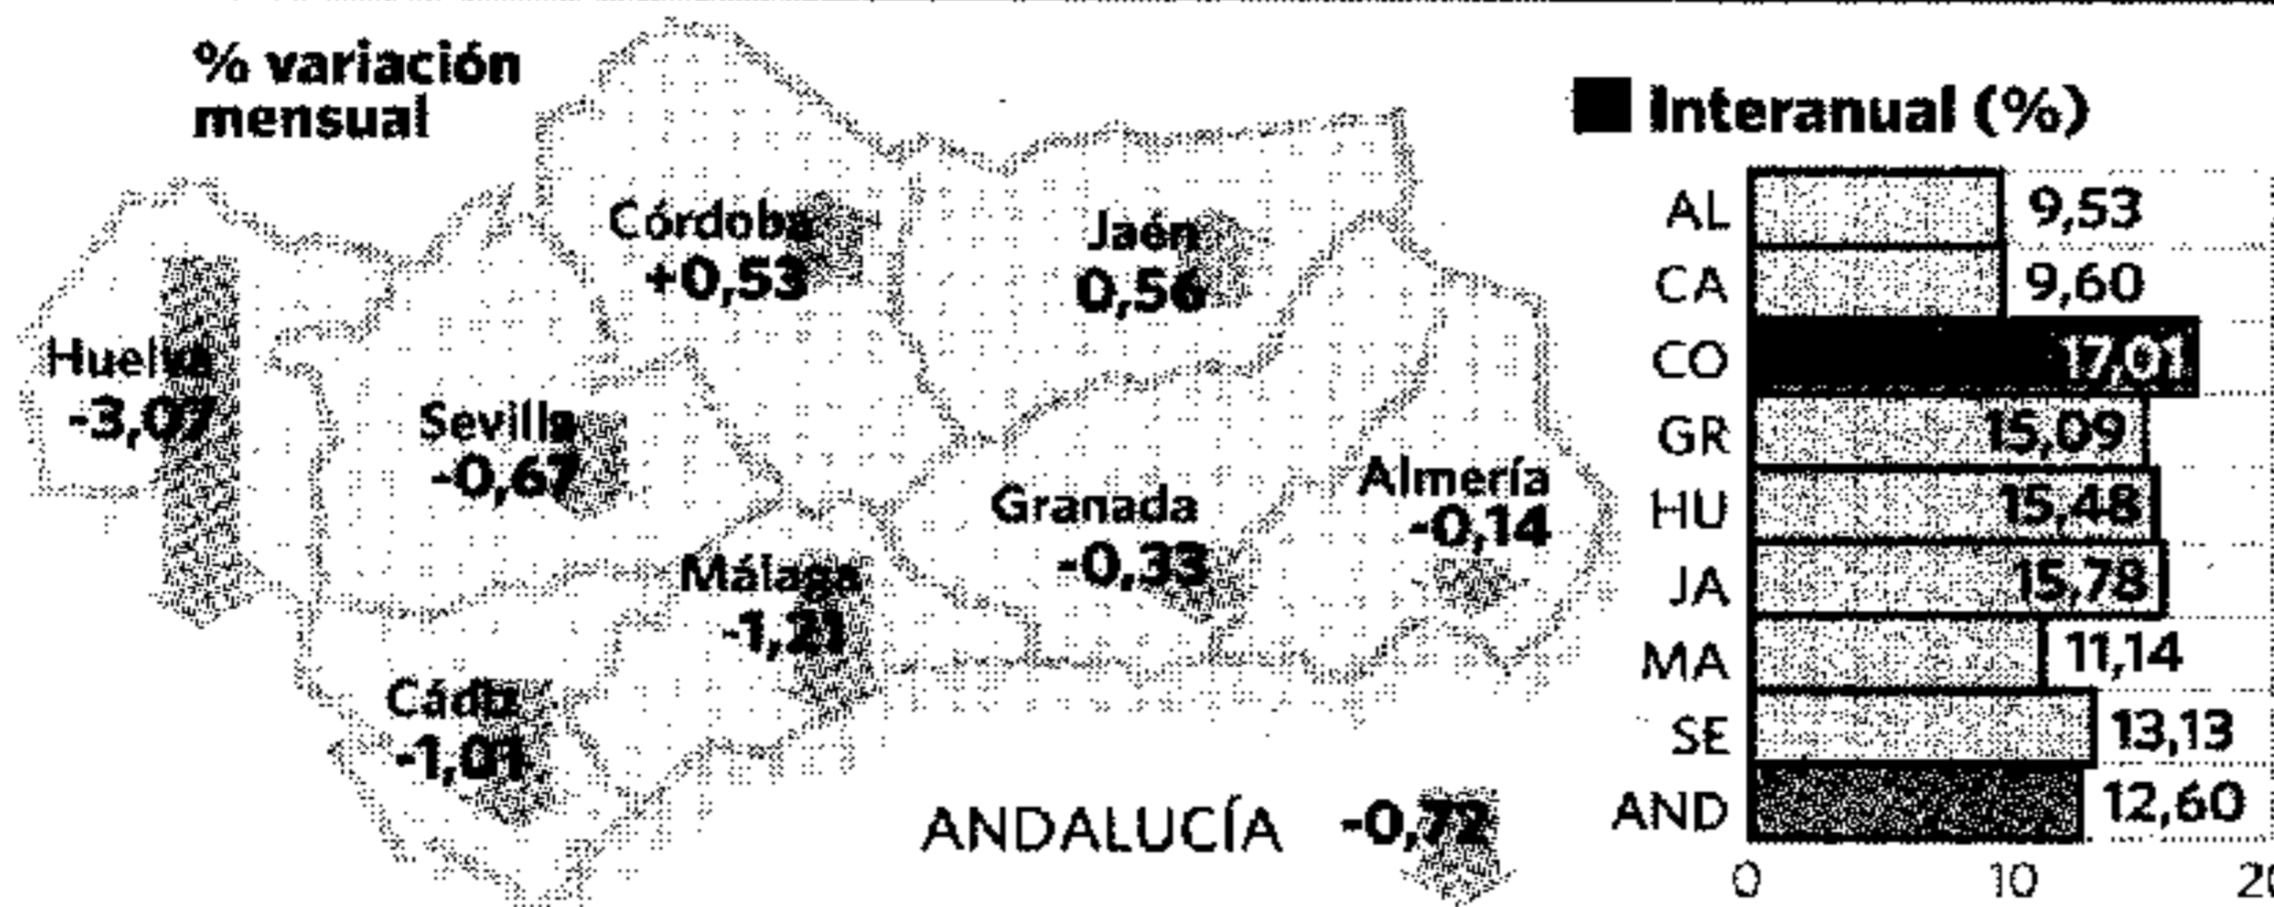 % variación
mensual
Córdoba
+0,53
Jaén
0,56
Huelva
-3,07
Sevilla
-0,67
Granada
-0,33
Almería
-0,14
Málaga
-1,21
Cádiz
-1,01
ANDALUCÍA -0,72
Interanual (%)
AL 9,53
CA 9,60
CO 17,01
GR 15,09
HU 15,48
JA 15,78
MA 11,14
SE 13,13
AND 12,60
0 10 20